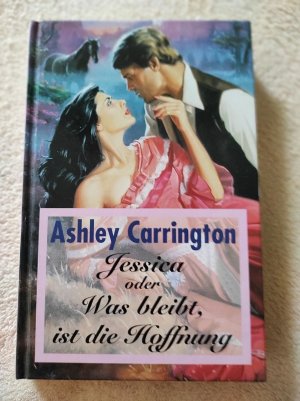 Ashley Carrington
Jessica
oder
Was bleibt,
ist die Hoffnung